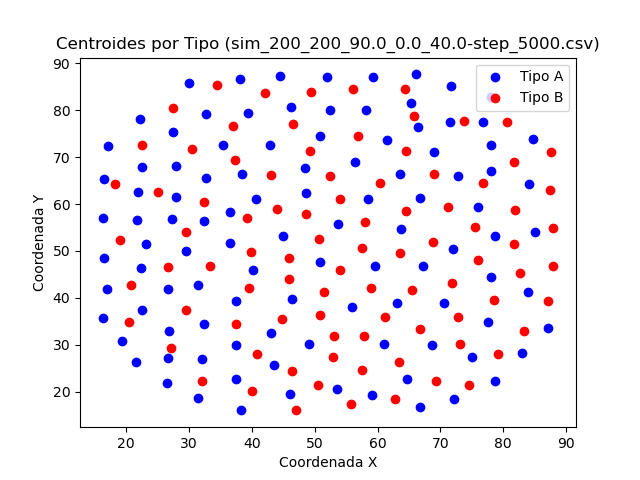 Centroides por Tipo (sim_200_200_90.0_0.0_40.0-step_5000.csv)
Tipo A
Tipo B
90
80
70
60
50
40
30
20
Coordenada Y
20 30 40 50 60 70 80 90
Coordenada X